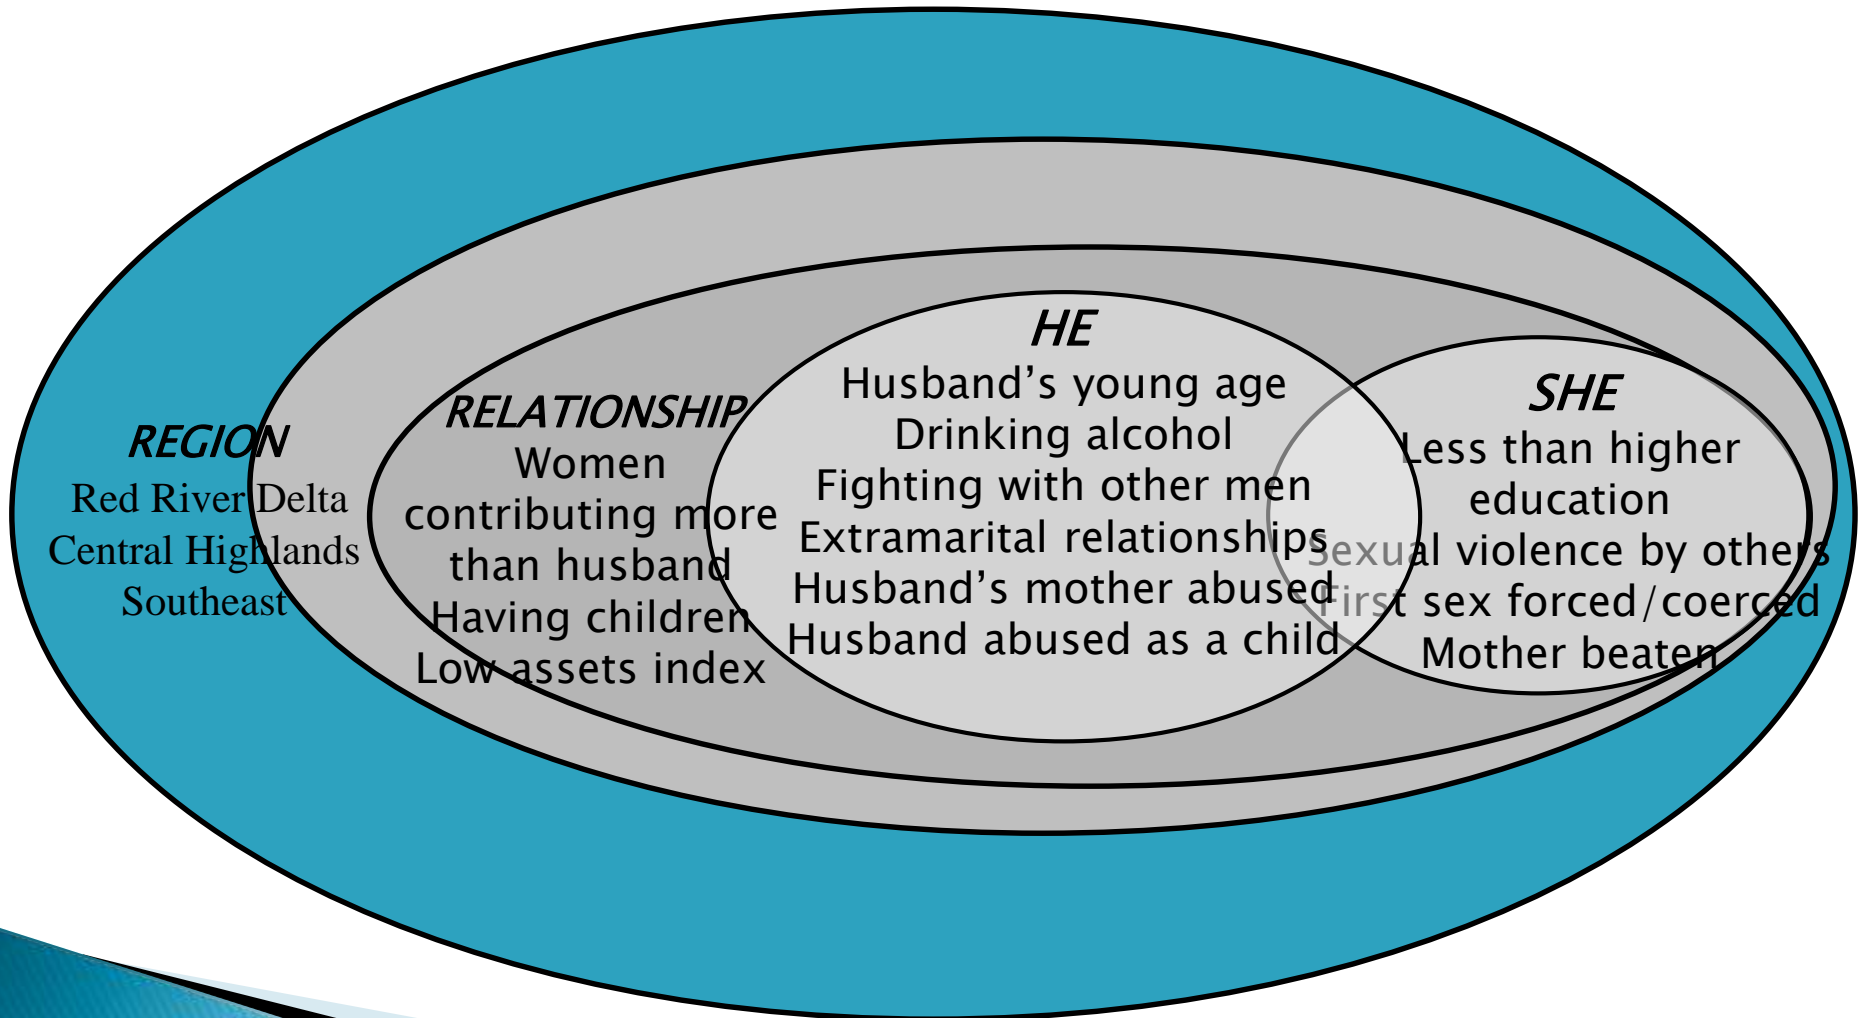 REGION
Red River Delta
Central Highlands
Southeast
RELATIONSHIP
Women
contributing more
than husband
Having children
Low assets index
HE
Husband’s young age
Drinking alcohol
Fighting with other men
Extramarital relationships
Husband’s mother abused
Husband abused as a child
SHE
Less than higher
education
Sexual violence by others
First sex forced/coerced
Mother beaten